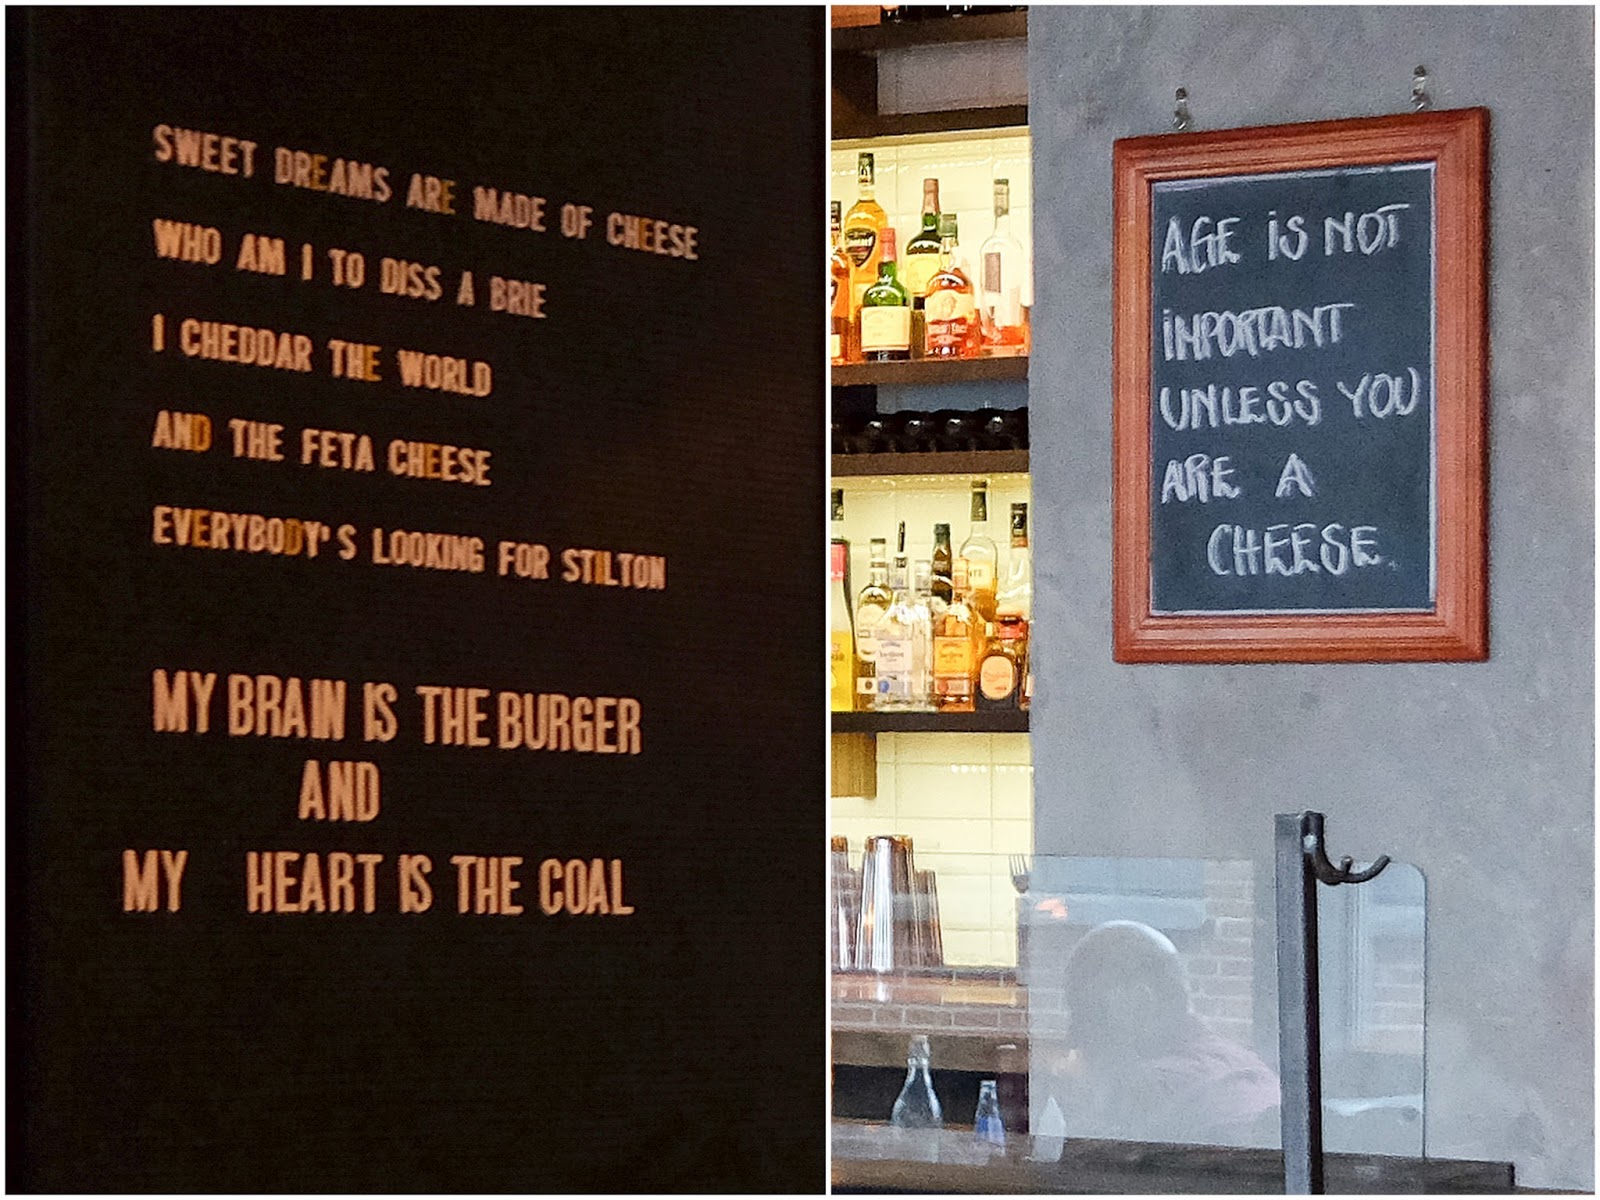 SWEET DREAMS ARE MADE OF CHEESE
WHO AM I TO DISS A BRIE
I CHEDDAR THE WORLD
AND THE FETA CHEESE
EVERYBODY'S LOOKING FOR STILTON
MY BRAIN IS THE BURGER
AND
MY HEART IS THE COAL
AGE IS NOT
IMPORTANT
UNLESS YOU
ARE A
CHEESE.